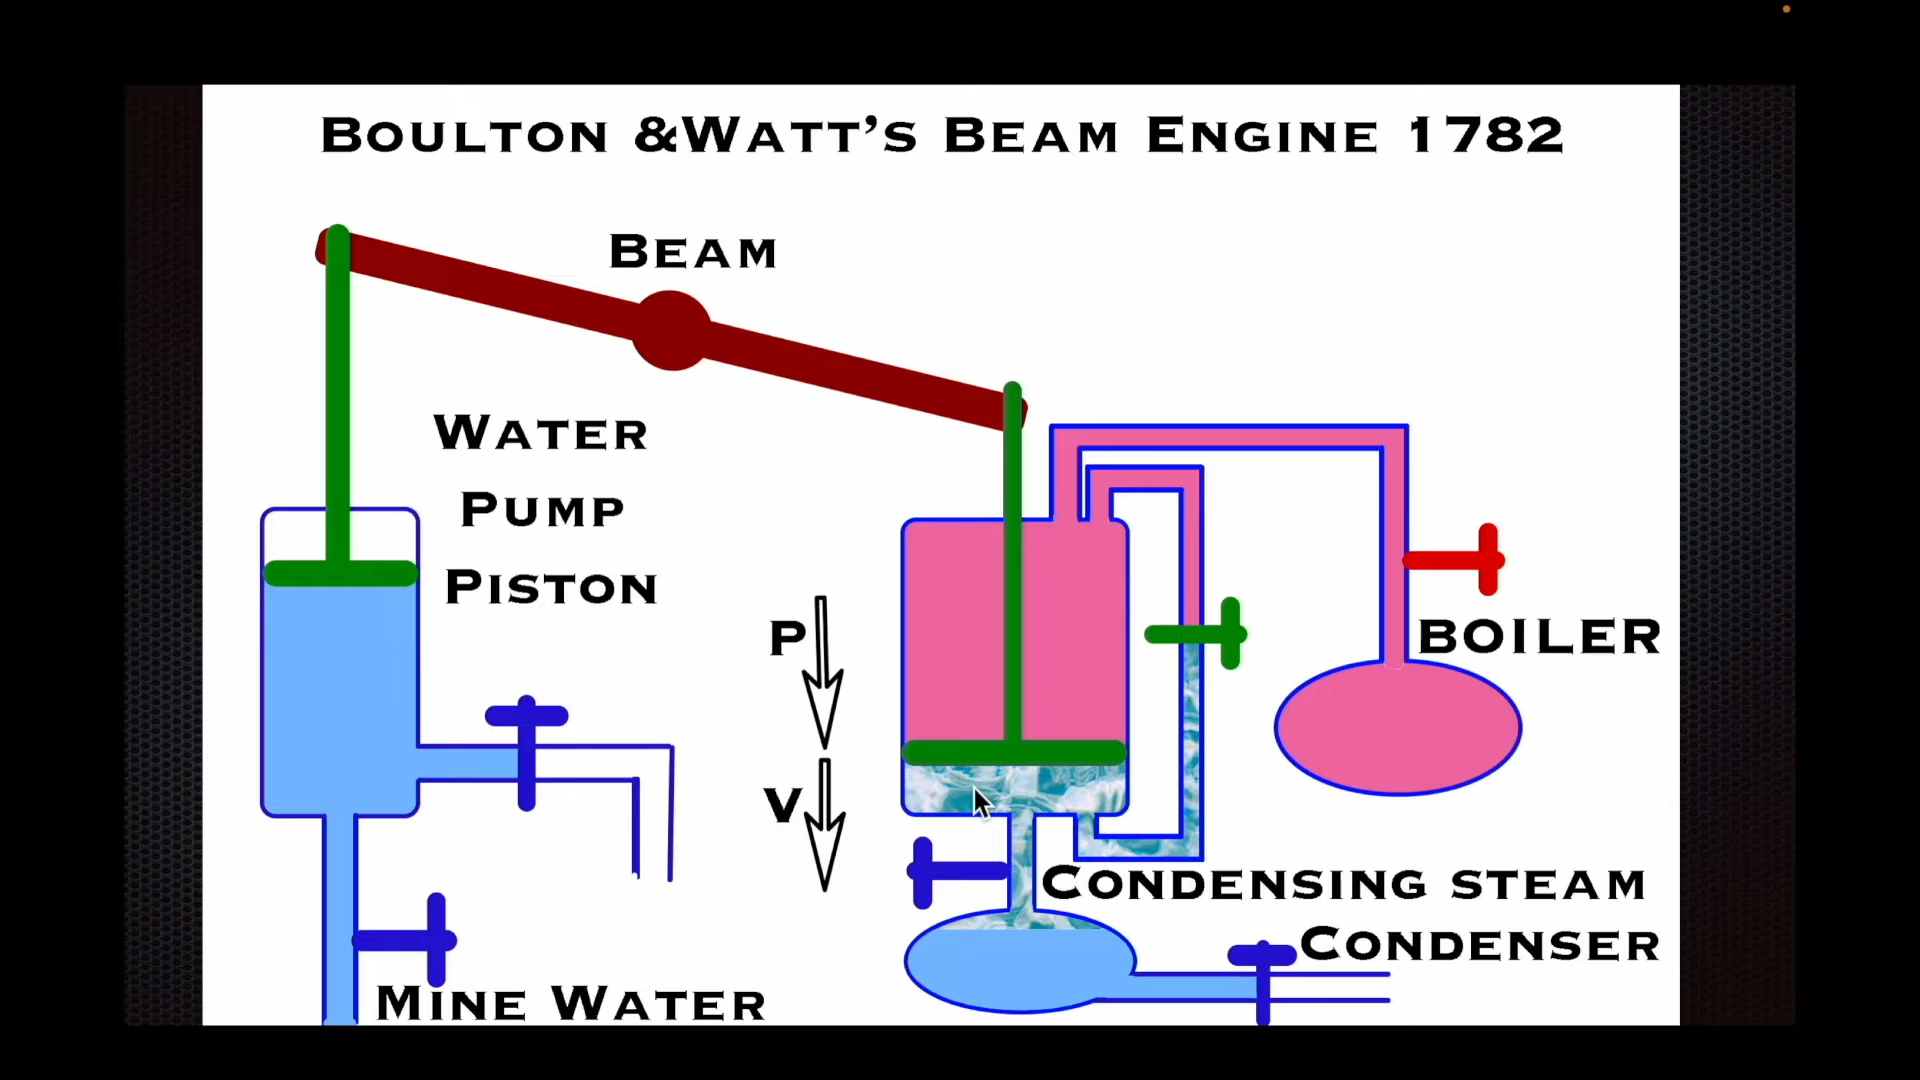 BOULTON &WATT'S BEAM ENGINE 1782
BEAM
WATER
PUMP
PISTON
P
V
BOILER
CONDENSING STEAM
CONDENSER
MINE WATER